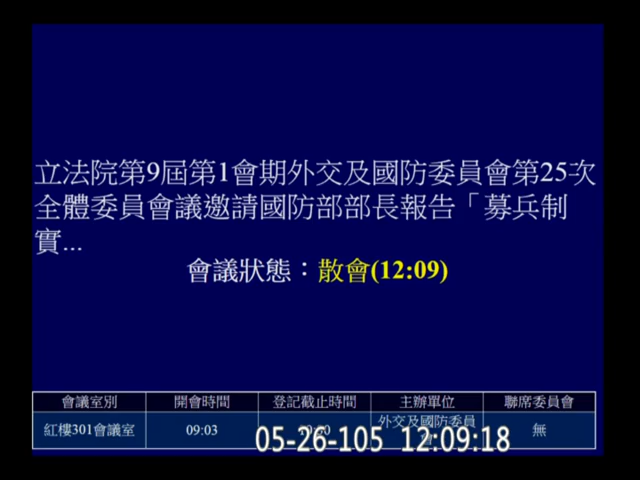 立法院第9屆第1會期外交及國防委員會第25次
全體委員會議邀請國防部部長報告「募兵制
實...
會議狀態：散會(12:09)
會議室別 開會時間 登記截止時間 主辦單位 聯席委員會
紅樓301會議室 09:03 外交及國防委員 無
05-26-105 12:09:18